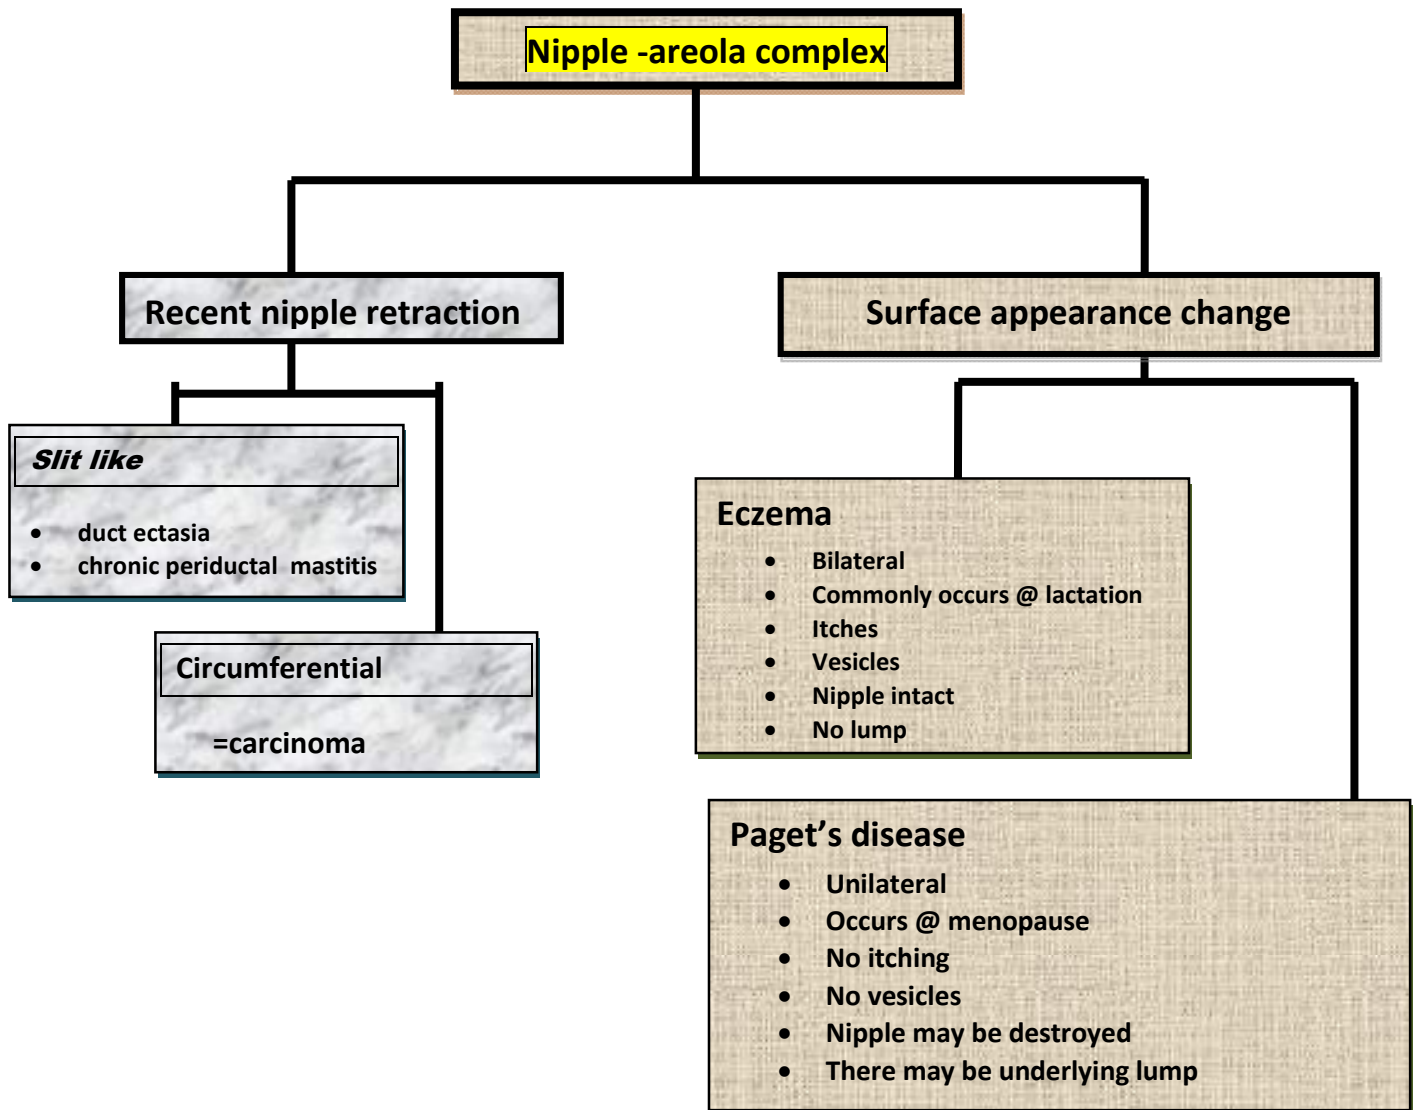 Nipple -areola complex
Recent nipple retraction
Surface appearance change
Slit like
• duct ectasia
• chronic periductal mastitis
Circumferential
=carcinoma
Eczema
• Bilateral
• Commonly occurs @ lactation
• Itches
• Vesicles
• Nipple intact
• No lump
Paget’s disease
• Unilateral
• Occurs @ menopause
• No itching
• No vesicles
• Nipple may be destroyed
• There may be underlying lump